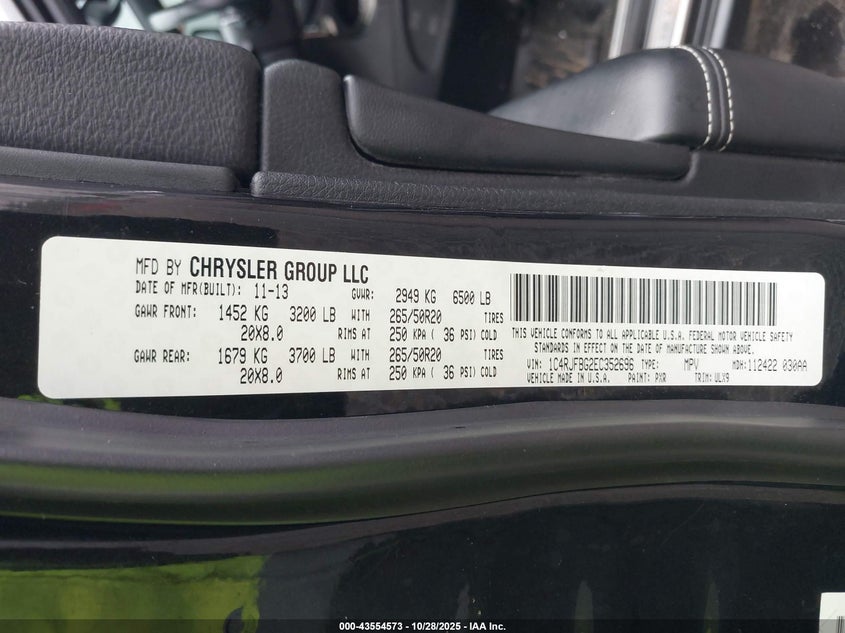 MFD BY CHRYSLER GROUP LLC
DATE OF MFR(BUILT): 11-13 GVWR: 2949 KG 6500 LB
GAWR FRONT: 1452 KG 3200 LB WITH 265/50R20 TIRES
20X8.0 RIMS AT 250 KPA ( 36 PSI) COLD
GAWR REAR: 1679 KG 3700 LB WITH 265/50R20 TIRES
20X8.0 RIMS AT 250 KPA ( 36 PSI) COLD
THIS VEHICLE CONFORMS TO ALL APPLICABLE U.S.A. FEDERAL MOTOR VEHICLE SAFETY
STANDARDS IN EFFECT ON THE DATE OF MANUFACTURE SHOWN ABOVE.
VIN: 1C4RJFBG2EC352696 TYPE: MPV MDH: 112422 030AA
VEHICLE MADE IN U.S.A. PAINT: PXR TRIM: ULX9
000-43554573 | 10/28/2025 - IAA Inc.